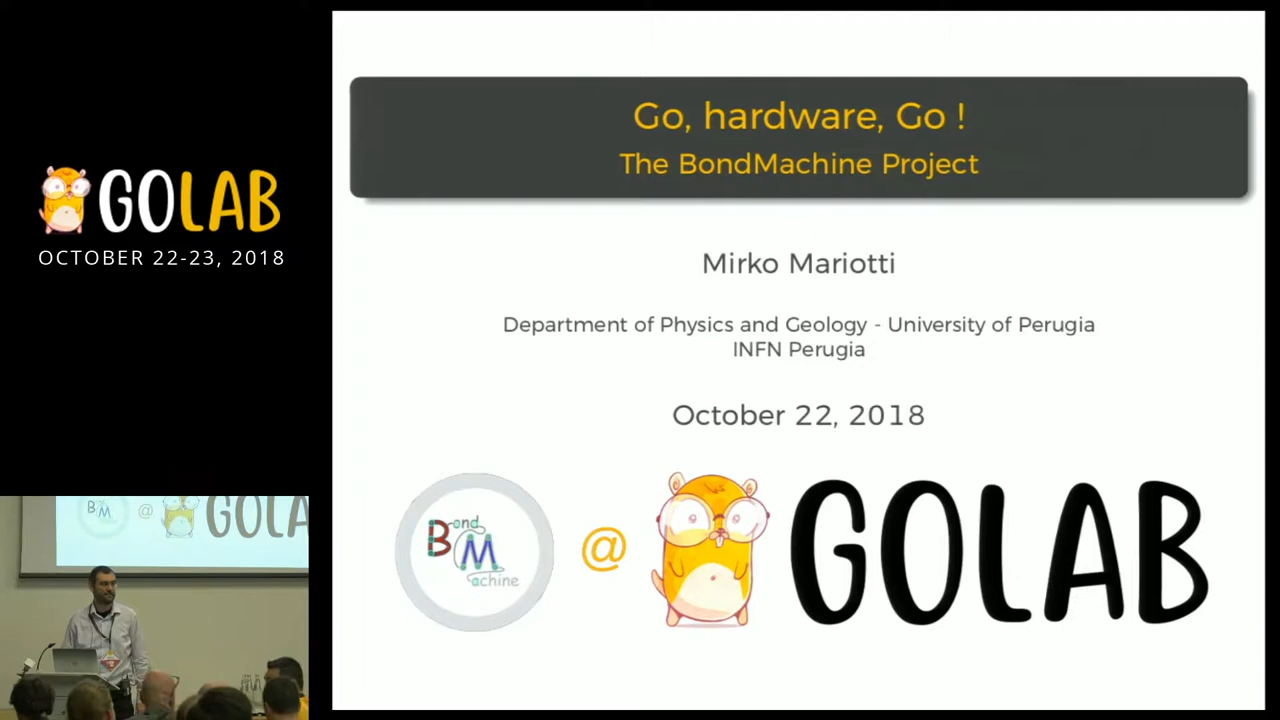 GOLAB
OCTOBER 22-23, 2018
Go, hardware, Go !
The BondMachine Project
Mirko Mariotti
Department of Physics and Geology - University of Perugia
INFN Perugia
October 22, 2018
Bond
Machine
@
GOLAB
B
M
@
GOLA